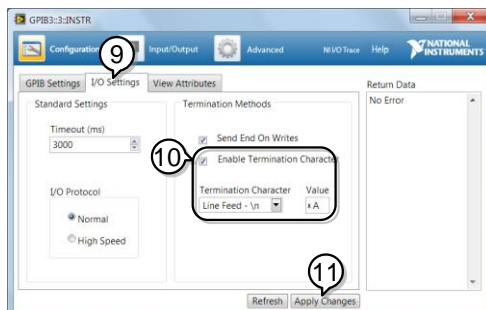 GPIB3::3::INSTR
Configuration Input/Output Advanced NI I/O Trace Help NATIONAL INSTRUMENTS
9
GPIB Settings I/O Settings View Attributes
Return Data
No Error
Standard Settings
Timeout (ms)
3000
I/O Protocol
Normal
High Speed
Termination Methods
Send End On Writes
10
Enable Termination Character
Termination Character Value
Line Feed - \n x A
11
Refresh Apply Changes